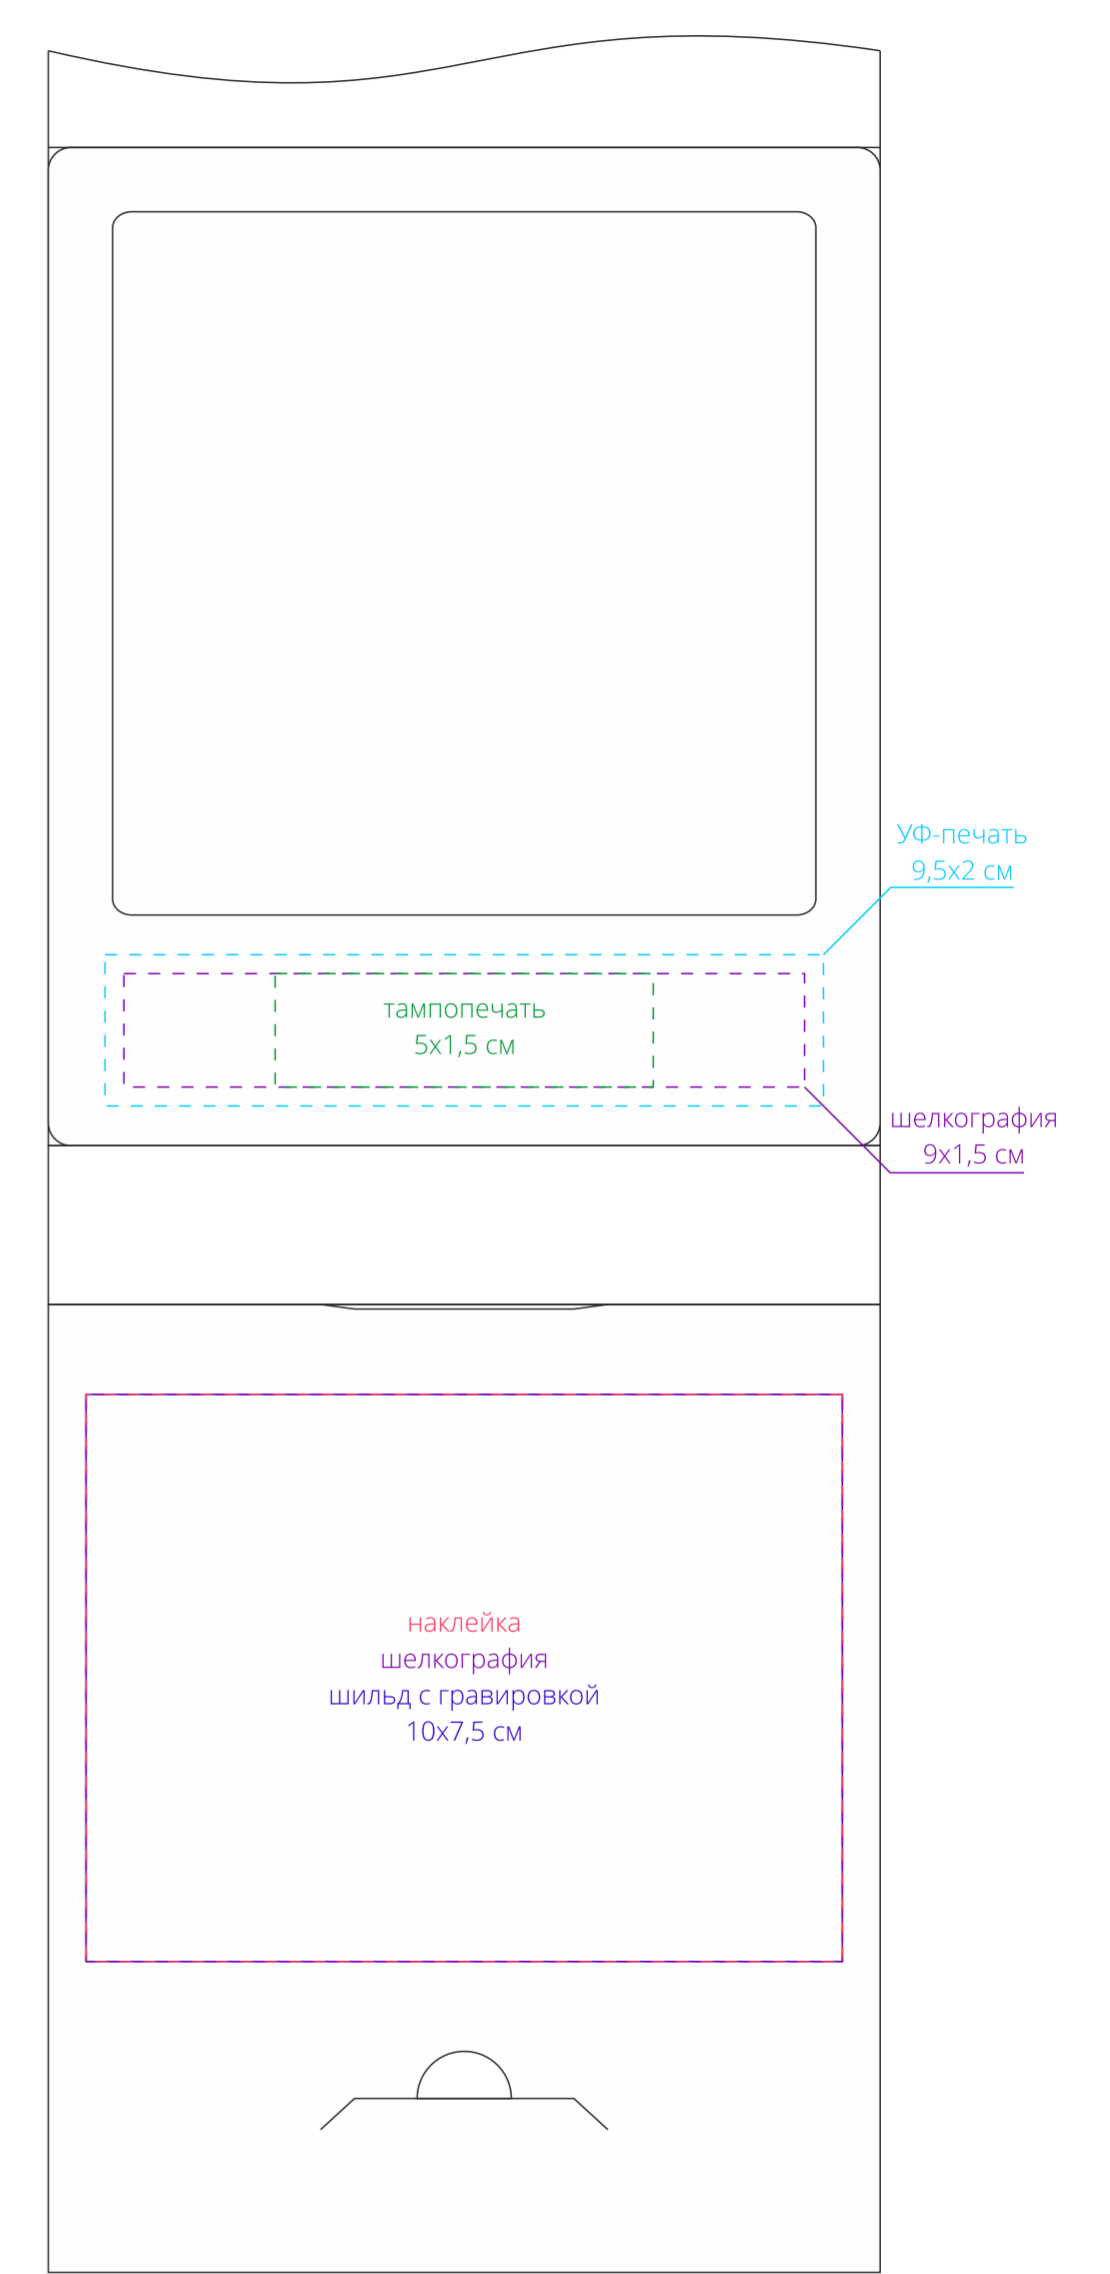 УФ-печать
9,5х2 см
тампопечать
5х1,5 см
шелкография
9х1,5 см
наклейка
шелкография
шильд с гравировкой
10х7,5 см